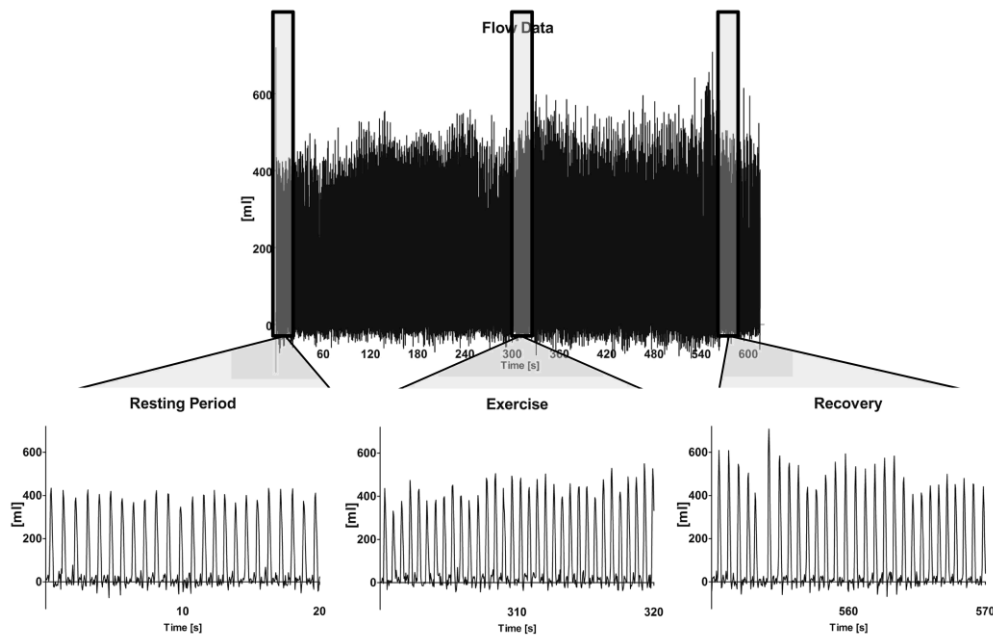 Flow Data
600
400
[ml]
200
0
60 120 180 240 300 360 420 480 540 600
Time [s]
Resting Period Exercise Recovery
600 600 600
[ml] 400 [ml] 400 [ml] 400
200 200 200
0 0 0
10 20 310 320 560 570
Time [s] Time [s] Time [s]